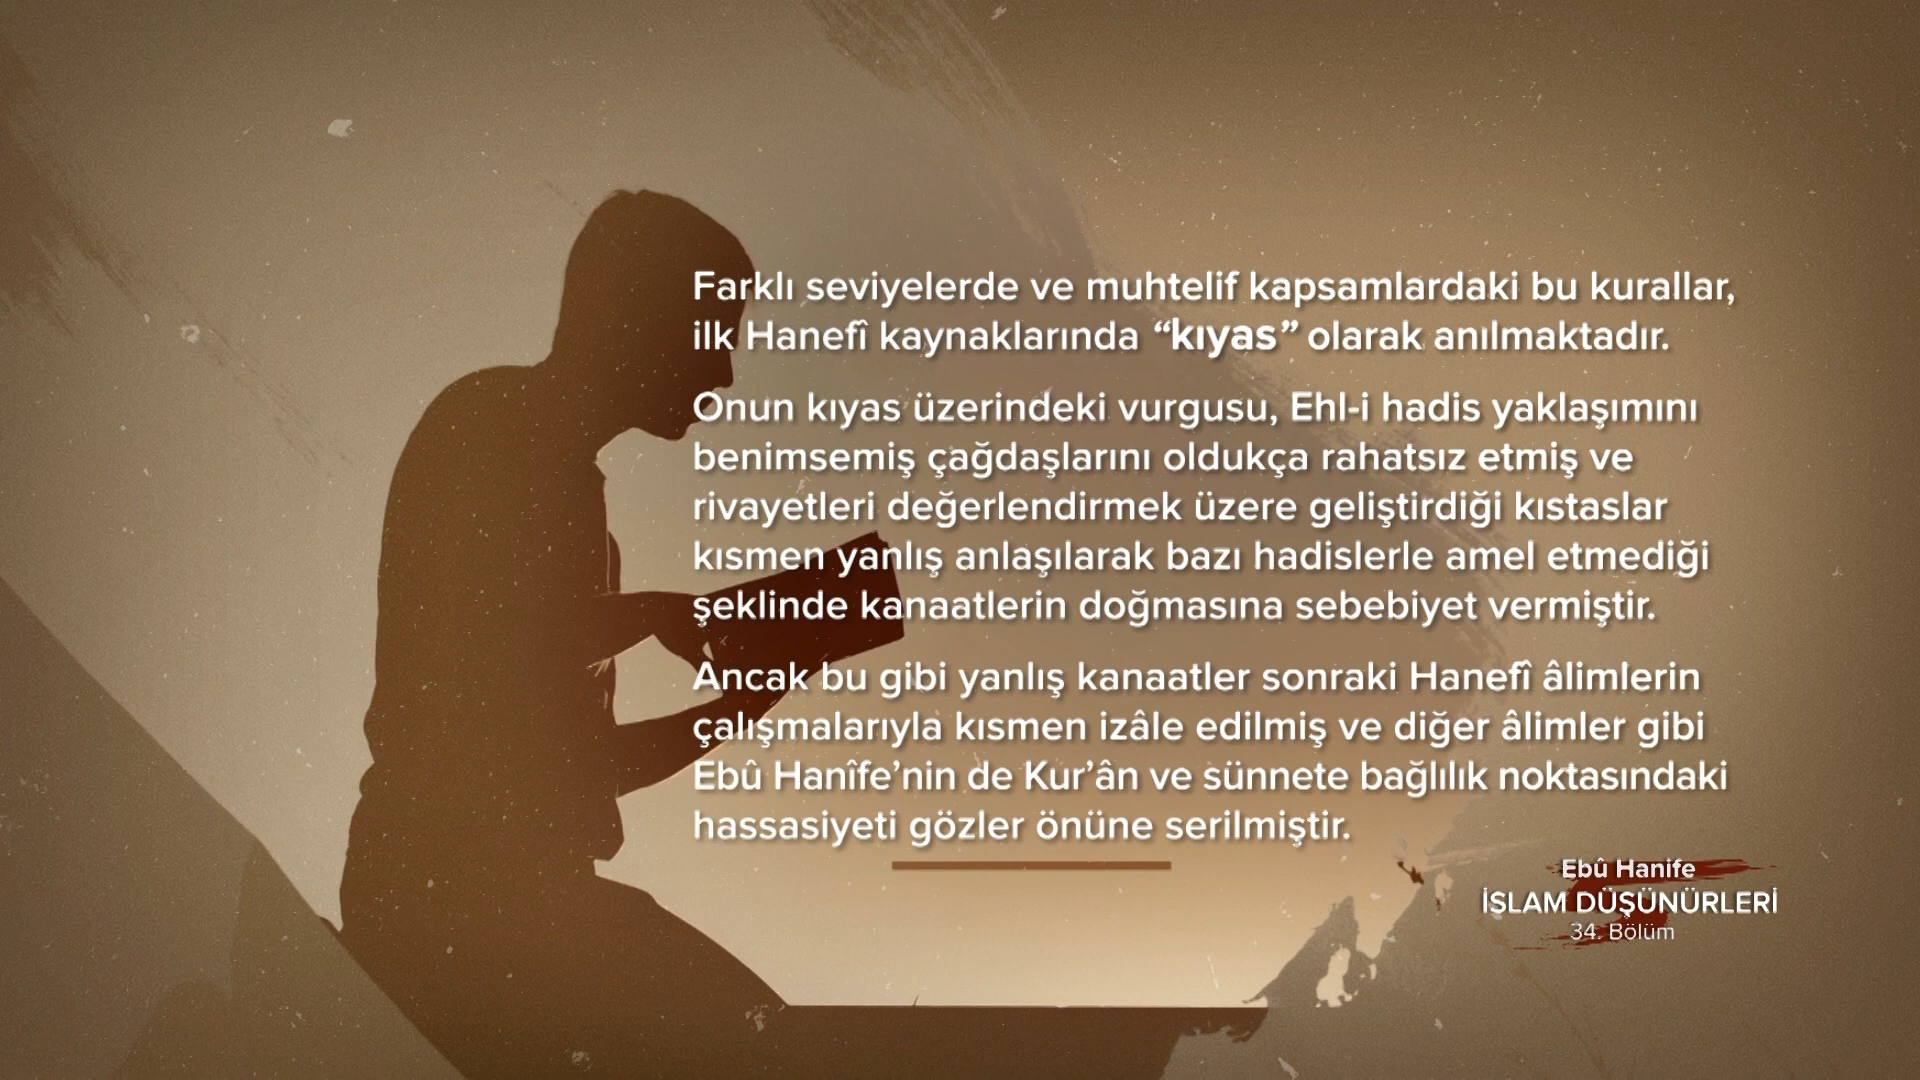 Farklı seviyelerde ve muhtelif kapsamlardaki bu kurallar,
ilk Hanefî kaynaklarında “kıyas” olarak anılmaktadır.
Onun kıyas üzerindeki vurgusu, Ehl-i hadis yaklaşımını
benimsemiş çağdaşlarını oldukça rahatsız etmiş ve
rivayetleri değerlendirmek üzere geliştirdiği kıstaslar
kısmen yanlış anlaşılarak bazı hadislerle amel etmediği
şeklinde kanaatlerin doğmasına sebebiyet vermiştir.
Ancak bu gibi yanlış kanaatler sonraki Hanefî âlimlerin
çalışmalarıyla kısmen izâle edilmiş ve diğer âlimler gibi
Ebû Hanîfe’nin de Kur’ân ve sünnete bağlılık noktasındaki
hassasiyeti gözler önüne serilmiştir.
Ebû Hanife
İSLAM DÜŞÜNÜRLERİ
34. Bölüm